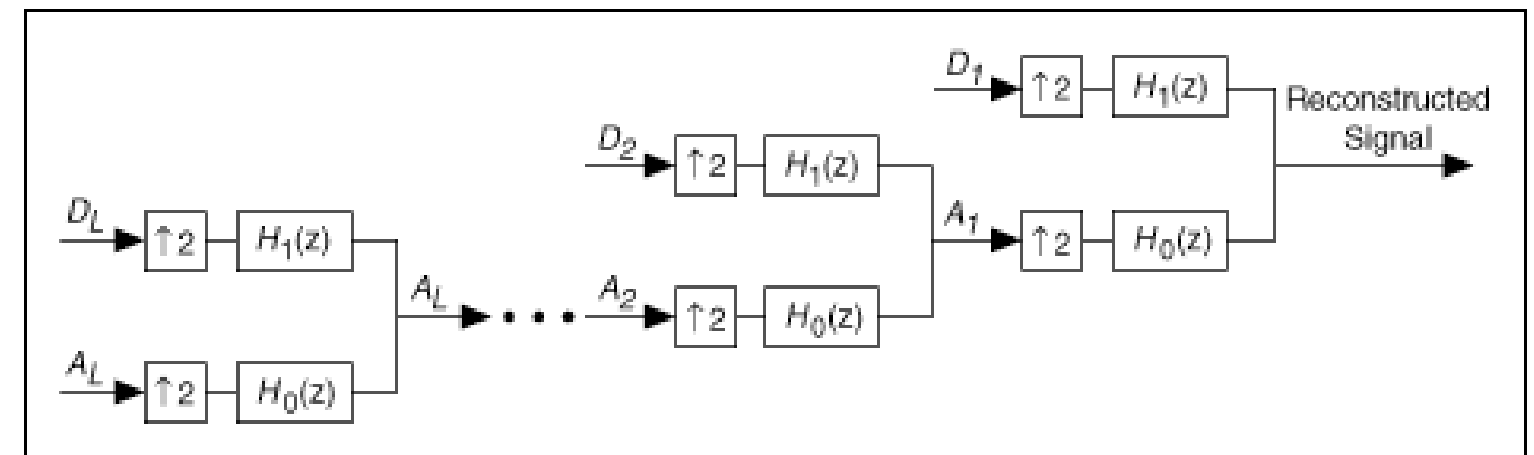 D1
↑2
H1(z)
Reconstructed
Signal
D2
↑2
H1(z)
A1
↑2
H0(z)
DL
↑2
H1(z)
AL
• • •
A2
↑2
H0(z)
AL
↑2
H0(z)